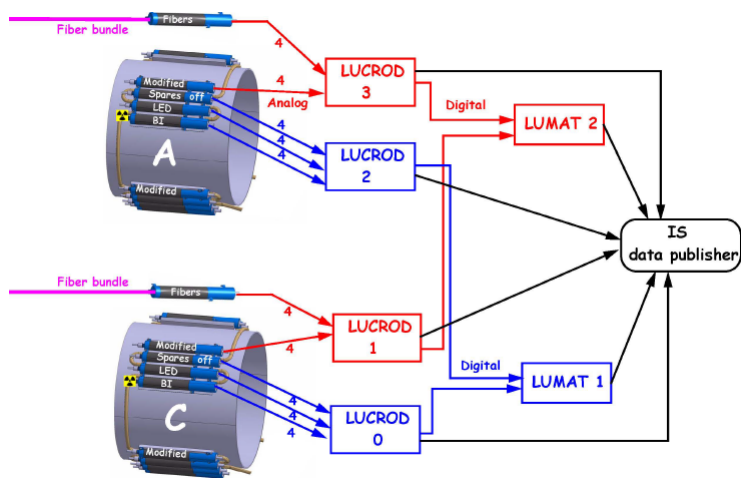 Fibers
Fiber bundle
4
LUCROD
3
Modified
4
Spares off
Analog
LED
BI
A
4
4
4
LUCROD
2
Modified
Digital
LUMAT 2
IS
data publisher
Fiber bundle
Fibers
4
LUCROD
1
Modified
4
Spares off
LED
BI
C
4
4
4
LUCROD
0
Modified
Digital
LUMAT 1